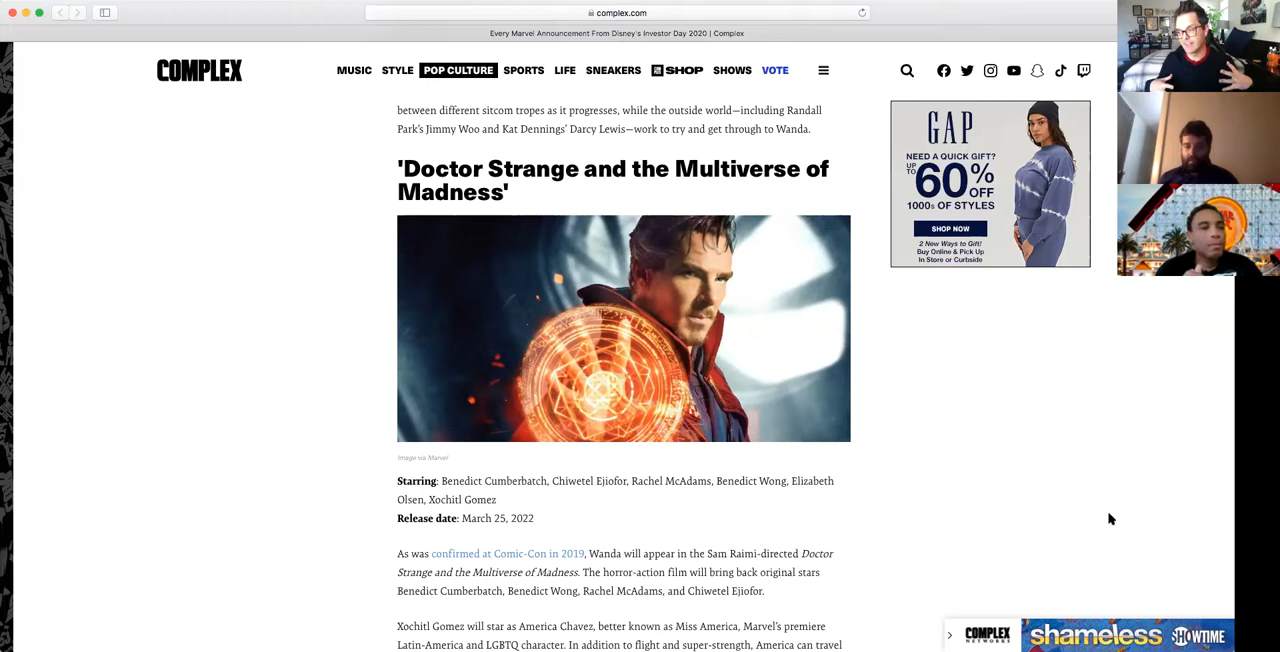 complex.com
Every Marvel Announcement From Disney's Investor Day 2020 | Complex
COMPLEX
MUSIC STYLE POP CULTURE SPORTS LIFE SNEAKERS SHOP SHOWS VOTE
between different sitcom tropes as it progresses, while the outside world—including Randall
Park's Jimmy Woo and Kat Dennings' Darcy Lewis—work to try and get through to Wanda.
'Doctor Strange and the Multiverse of
Madness'
Image via Marvel
Starring: Benedict Cumberbatch, Chiwetel Ejiofor, Rachel McAdams, Benedict Wong, Elizabeth
Olsen, Xochitl Gomez
Release date: March 25, 2022
As was confirmed at Comic-Con in 2019, Wanda will appear in the Sam Raimi-directed Doctor
Strange and the Multiverse of Madness. The horror-action film will bring back original stars
Benedict Cumberbatch, Benedict Wong, Rachel McAdams, and Chiwetel Ejiofor.
Xochitl Gomez will star as America Chavez, better known as Miss America, Marvel's premiere
Latin-America and LGBTQ character. In addition to flight and super-strength, America can travel
GAP
NEED A QUICK GIFT?
UP TO 60% OFF
1000s OF STYLES
SHOP NOW
2 New Ways to Gift!
Buy Online & Pick Up
In Store or Curbside
COMPLEX
NETWORKS
shameless
SHOWTIME